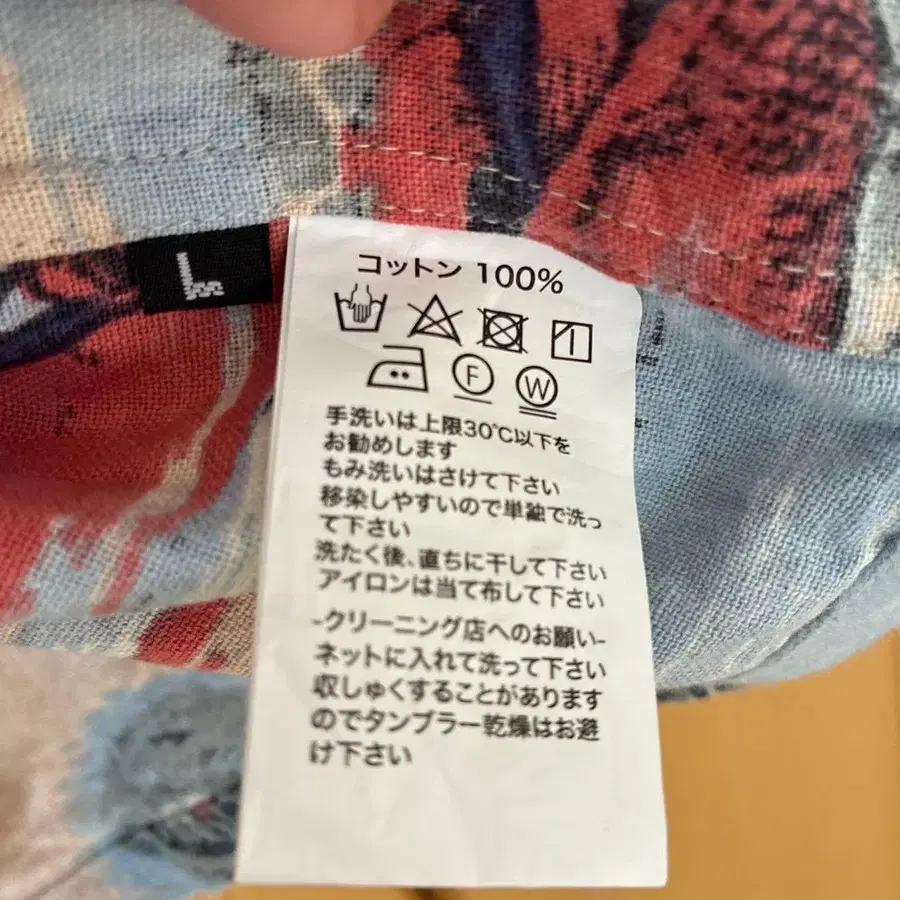 L
コットン 100%
F W
手洗いは上限30℃以下を
お勧めします
もみ洗いはさけて下さい
移染しやすいので単独で洗っ
て下さい
洗たく後、直ちに干して下さい
アイロンは当て布して下さい
-クリーニング店へのお願い-
ネットに入れて洗って下さい
収しゅくすることがあります
のでタンブラー乾燥はお避
け下さい